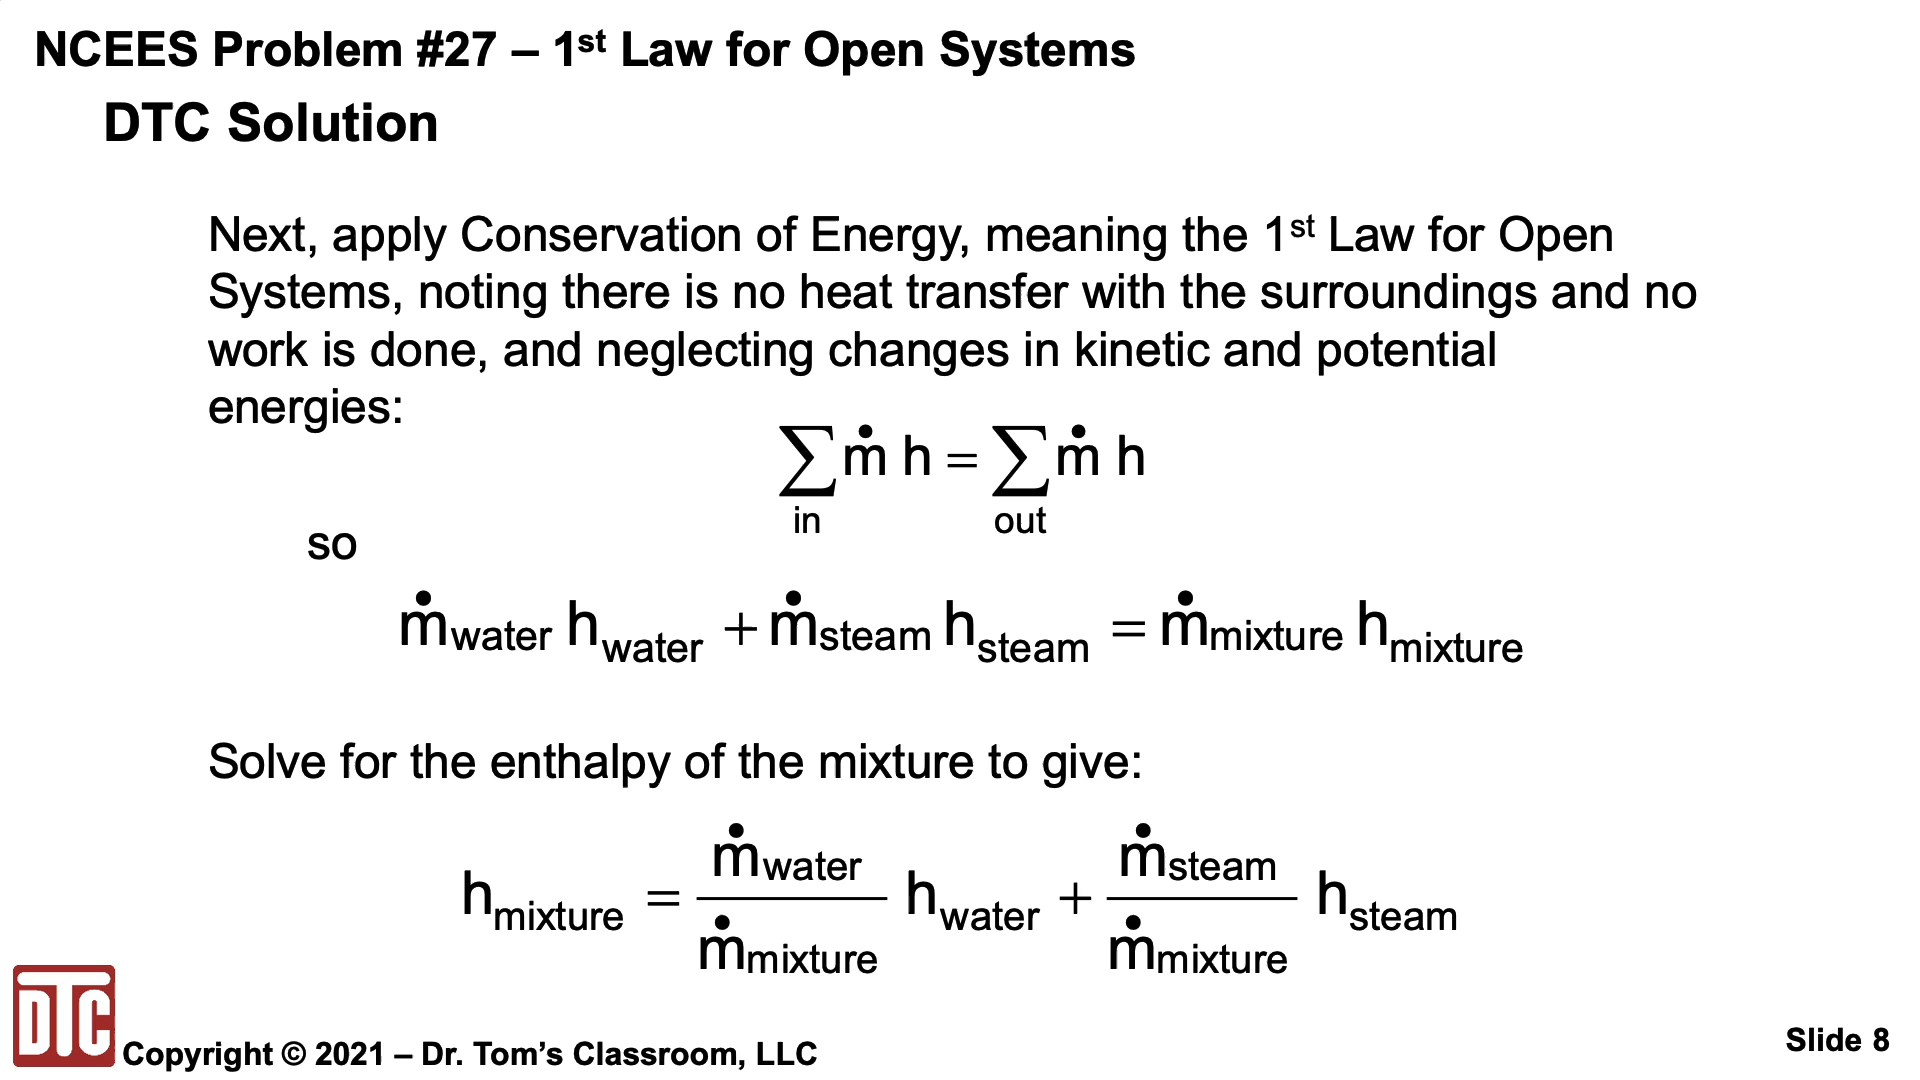 NCEES Problem #27 – 1st Law for Open Systems
DTC Solution
Next, apply Conservation of Energy, meaning the 1st Law for Open
Systems, noting there is no heat transfer with the surroundings and no
work is done, and neglecting changes in kinetic and potential
energies:
∑ ṁ h = ∑ ṁ h
in out
so
ṁwater hwater + ṁsteam hsteam = ṁmixture hmixture
Solve for the enthalpy of the mixture to give:
hmixture = ṁwater / ṁmixture hwater + ṁsteam / ṁmixture hsteam
DTC
Copyright © 2021 – Dr. Tom’s Classroom, LLC
Slide 8